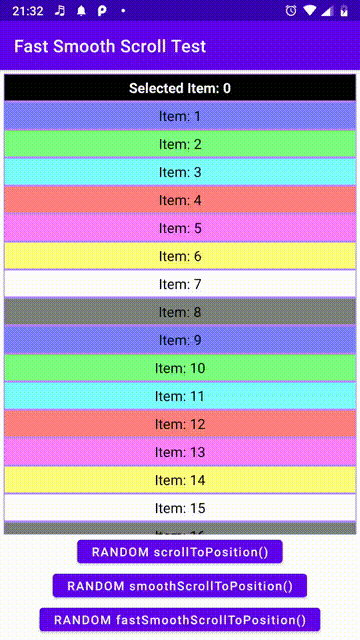 21:32
Fast Smooth Scroll Test
Selected Item: 0
Item: 1
Item: 2
Item: 3
Item: 4
Item: 5
Item: 6
Item: 7
Item: 8
Item: 9
Item: 10
Item: 11
Item: 12
Item: 13
Item: 14
Item: 15
Item: 16
RANDOM scrollToPosition()
RANDOM smoothScrollToPosition()
RANDOM fastSmoothScrollToPosition()